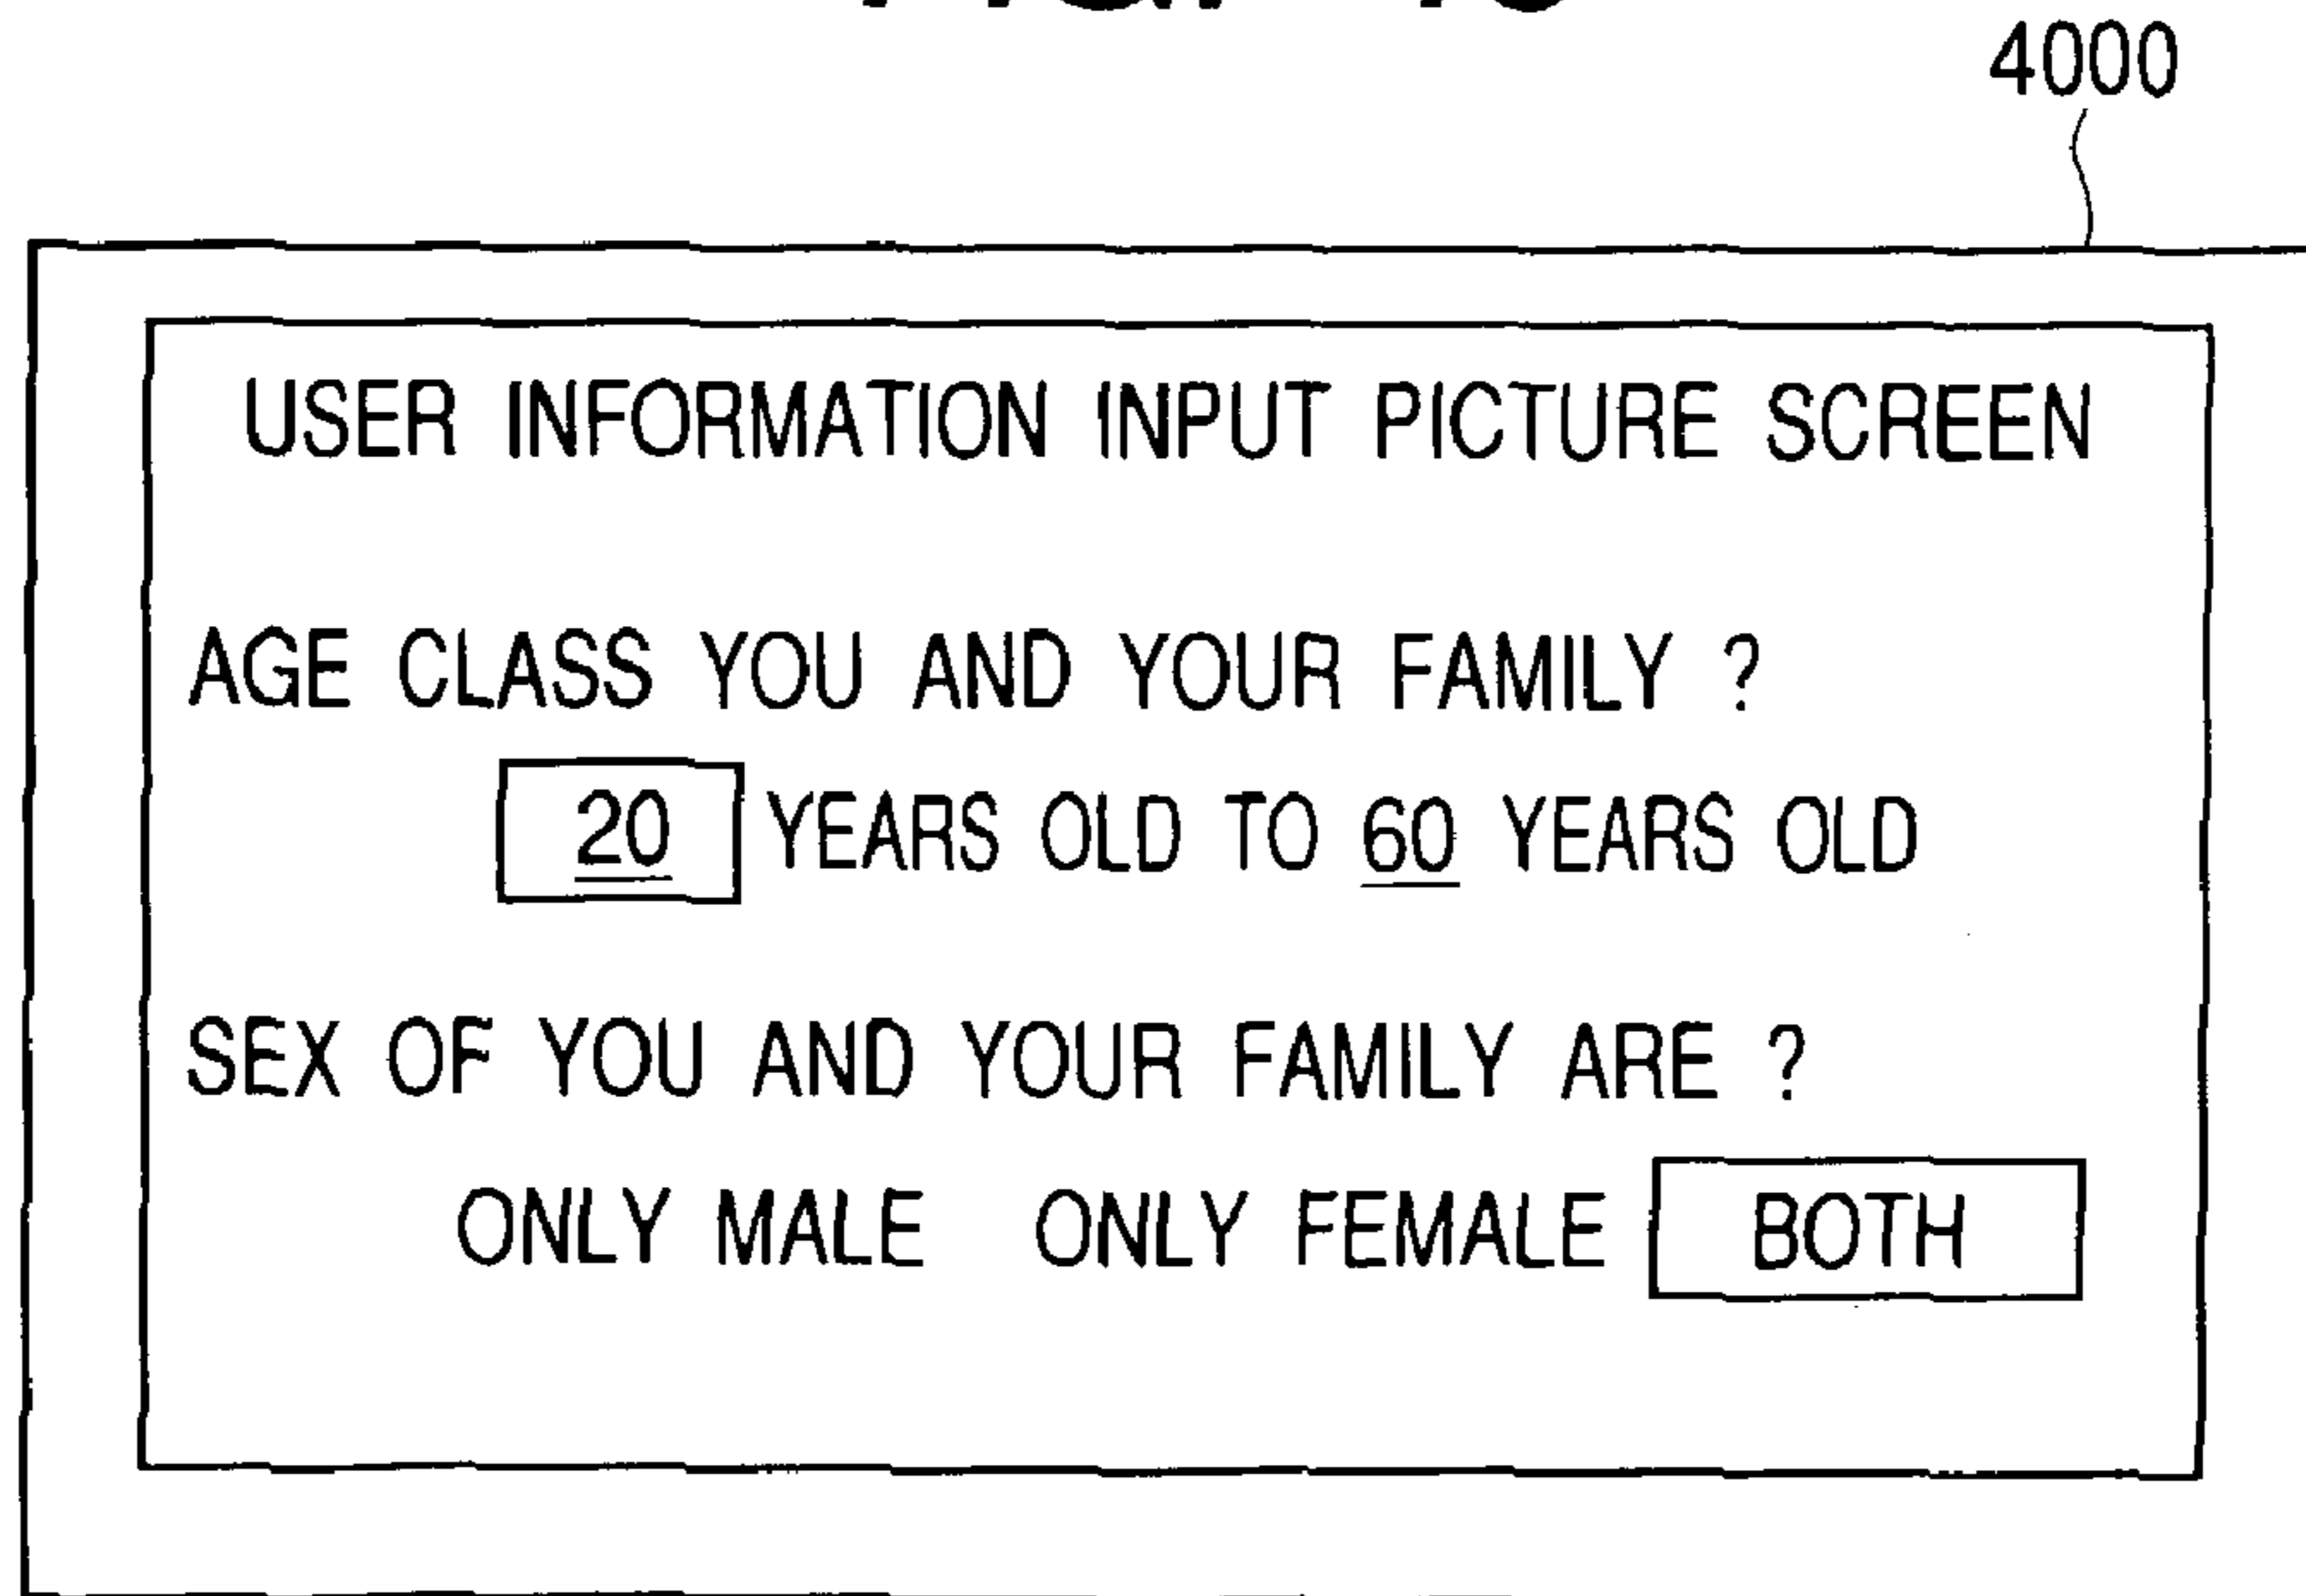 4000
USER INFORMATION INPUT PICTURE SCREEN
AGE CLASS YOU AND YOUR FAMILY ?
20 YEARS OLD TO 60 YEARS OLD
SEX OF YOU AND YOUR FAMILY ARE ?
ONLY MALE ONLY FEMALE BOTH